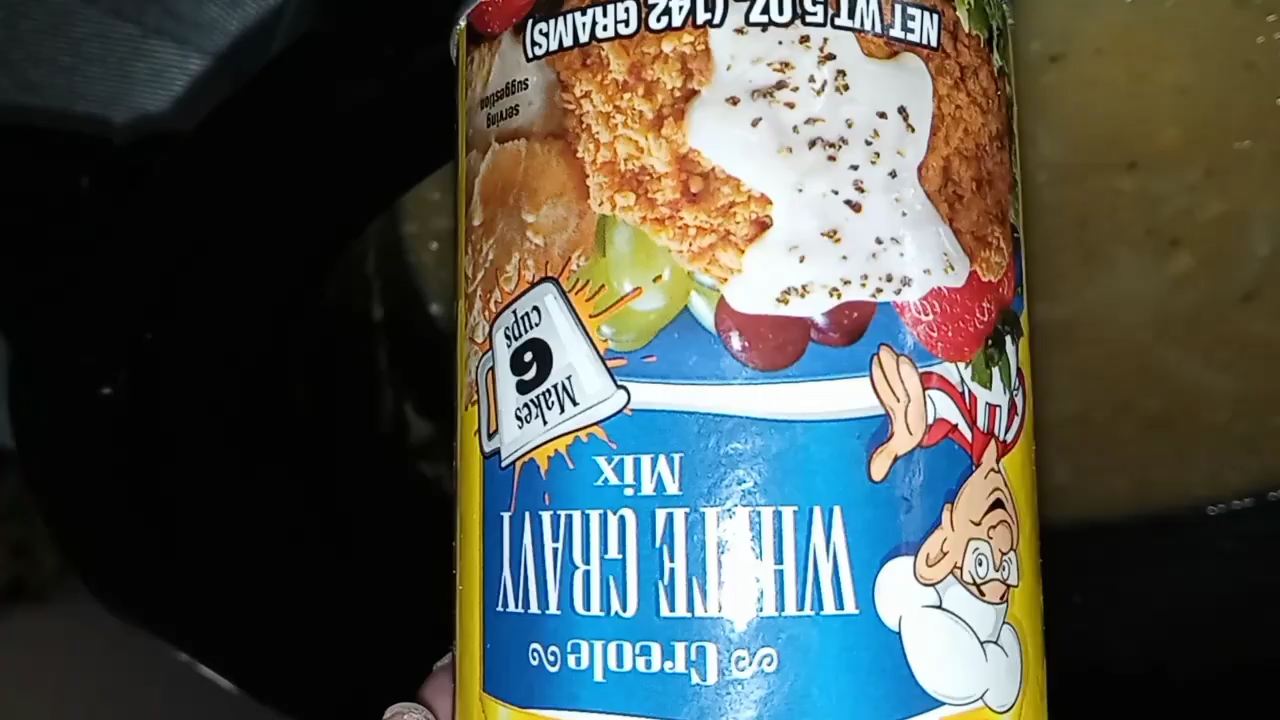 Creole
WHITE GRAVY
Mix
Makes
6
cups
serving
suggestion
NET WT 5 OZ. (142 GRAMS)